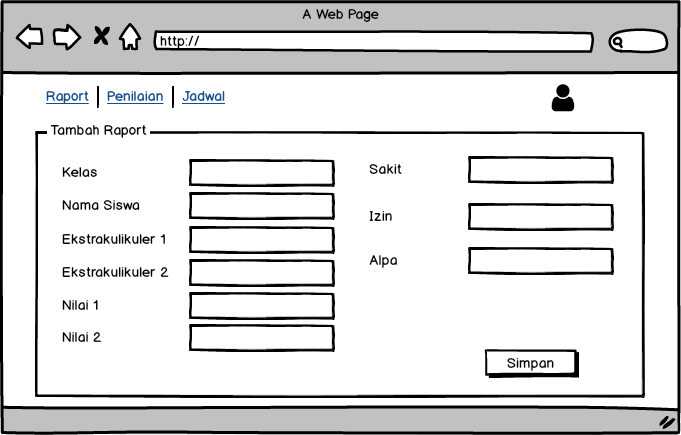 A Web Page
http://
Raport Penilaian Jadwal
Tambah Raport
Kelas
Nama Siswa
Ekstrakulikuler 1
Ekstrakulikuler 2
Nilai 1
Nilai 2
Sakit
Izin
Alpa
Simpan